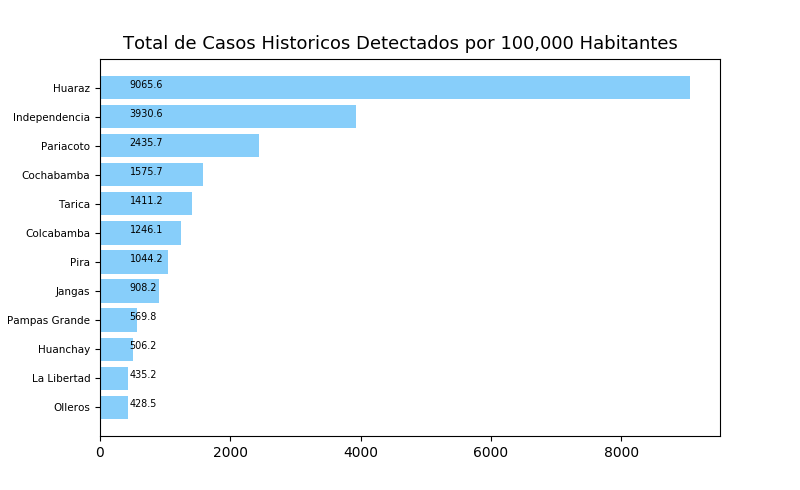 Total de Casos Historicos Detectados por 100,000 Habitantes
Huaraz 9065.6
Independencia 3930.6
Pariacoto 2435.7
Cochabamba 1575.7
Tarica 1411.2
Colcabamba 1246.1
Pira 1044.2
Jangas 908.2
Pampas Grande 569.8
Huanchay 506.2
La Libertad 435.2
Olleros 428.5
0 2000 4000 6000 8000